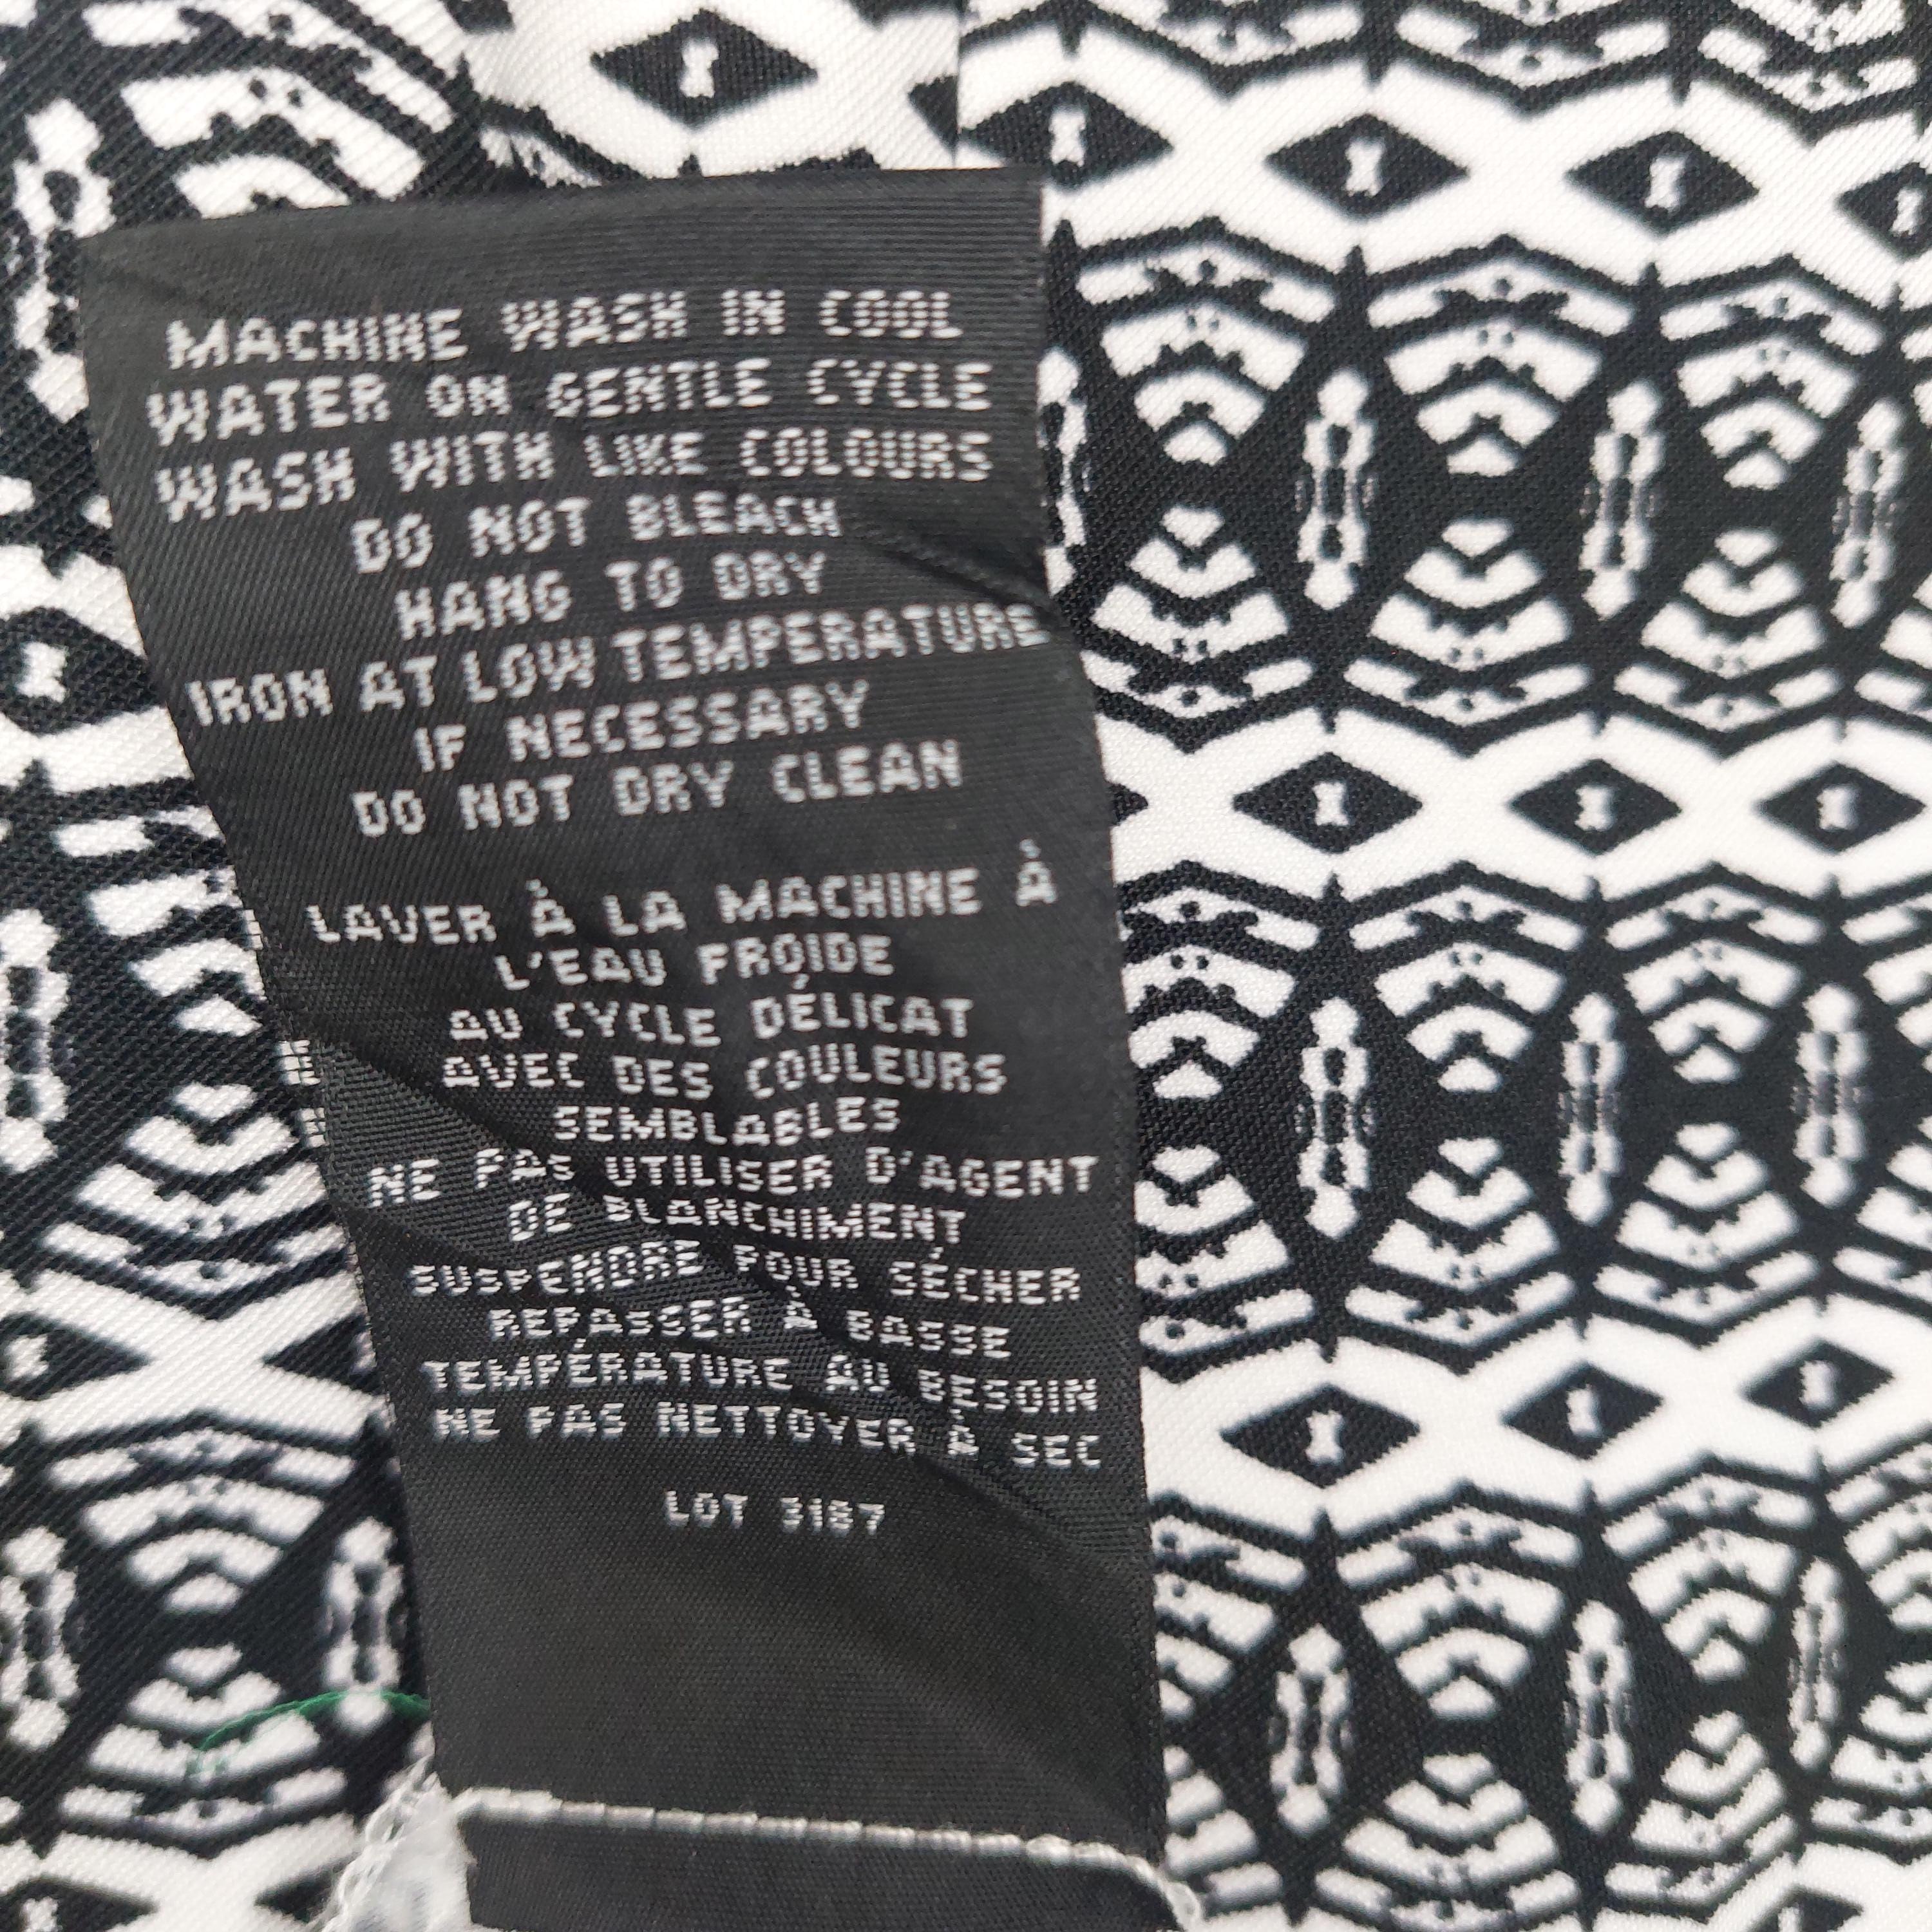 MACHINE WASH IN COOL
WATER ON GENTLE CYCLE
WASH WITH LIKE COLOURS
DO NOT BLEACH
HANG TO DRY
IRON AT LOW TEMPERATURE
IF NECESSARY
DO NOT DRY CLEAN
LAVER À LA MACHINE À
L'EAU FROIDE
AU CYCLE DÉLICAT
AVEC DES COULEURS
SEMBLABLES
NE PAS UTILISER D'AGENT
DE BLANCHIMENT
SUSPENDRE POUR SÉCHER
REPASSER À BASSE
TEMPÉRATURE AU BESOIN
NE PAS NETTOYER À SEC
LOT 3187